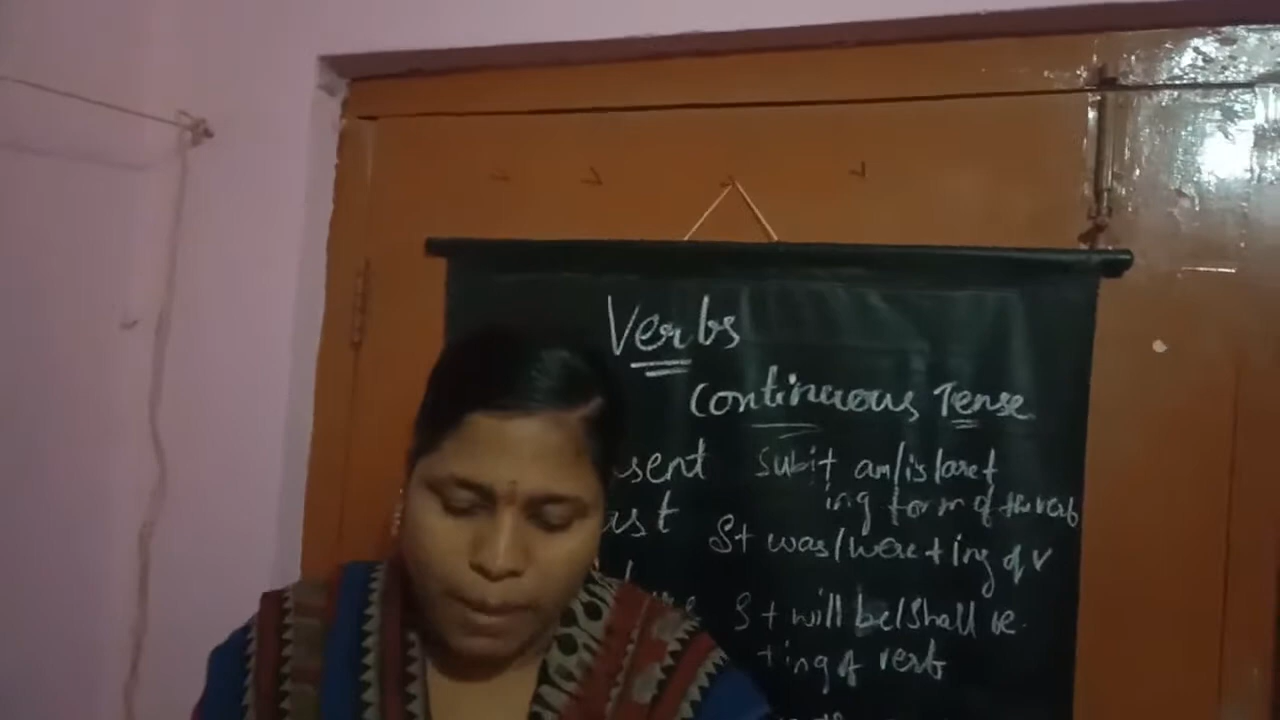 Verbs
Continuous Tense
sent Subj+ am/is/are+
ing form of the verb
ast S+ was/were+ing of v
S+ will be/shall be
+ing of verb